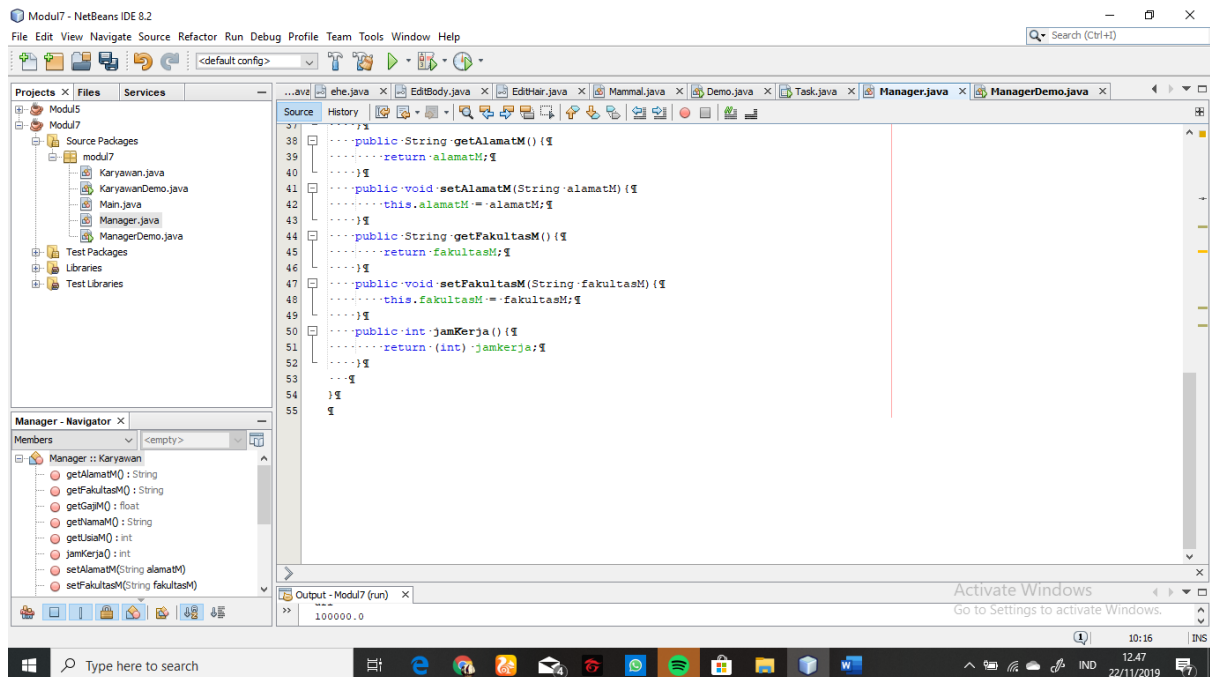 Modul7 - NetBeans IDE 8.2
File Edit View Navigate Source Refactor Run Debug Profile Team Tools Window Help
Search (Ctrl+I)
<default config>
Projects Files Services
Modul5
Modul7
Source Packages
modul7
Karyawan.java
KaryawanDemo.java
Main.java
Manager.java
ManagerDemo.java
Test Packages
Libraries
Test Libraries
...ava ehe.java EditBody.java EditHair.java Mammal.java Demo.java Task.java Manager.java ManagerDemo.java
Source History
37 ····}¶
38 ····public·String·getAlamatM(){¶
39 ········return·alamatM;¶
40 ····}¶
41 ····public·void·setAlamatM(String·alamatM){¶
42 ········this.alamatM·=·alamatM;¶
43 ····}¶
44 ····public·String·getFakultasM(){¶
45 ········return·fakultasM;¶
46 ····}¶
47 ····public·void·setFakultasM(String·fakultasM){¶
48 ········this.fakultasM·=·fakultasM;¶
49 ····}¶
50 ····public·int·jamKerja(){¶
51 ········return·(int)·jamkerja;¶
52 ····}¶
53 ···¶
54 }¶
55 ¶
Manager - Navigator
Members <empty>
Manager :: Karyawan
getAlamatM() : String
getFakultasM() : String
getGajiM() : float
getNamaM() : String
getUsiaM() : int
jamKerja() : int
setAlamatM(String alamatM)
setFakultasM(String fakultasM)
Output - Modul7 (run)
100000.0
Activate Windows
Go to Settings to activate Windows.
1 10:16 INS
Type here to search
IND
12.47
22/11/2019